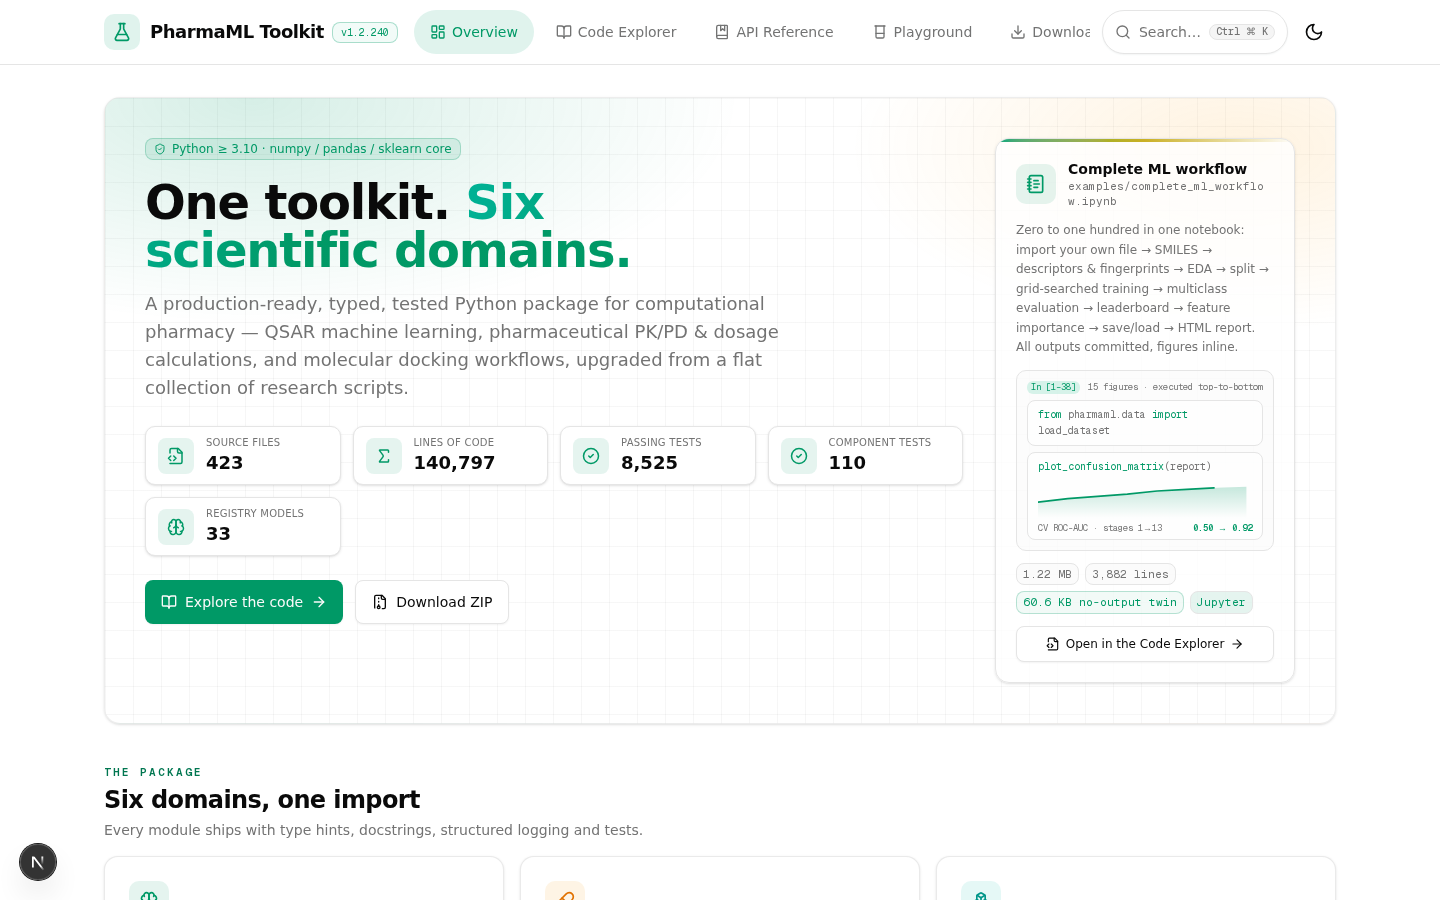 PharmaML Toolkit
v1.2.240
Overview
Code Explorer
API Reference
Playground
Downloa
Search...
Ctrl ⌘ K
Python ≥ 3.10 · numpy / pandas / sklearn core
One toolkit. Six
scientific domains.
A production-ready, typed, tested Python package for computational
pharmacy — QSAR machine learning, pharmaceutical PK/PD & dosage
calculations, and molecular docking workflows, upgraded from a flat
collection of research scripts.
SOURCE FILES
423
LINES OF CODE
140,797
PASSING TESTS
8,525
COMPONENT TESTS
110
REGISTRY MODELS
33
Explore the code →
Download ZIP
Complete ML workflow
examples/complete_ml_workflo
w.ipynb
Zero to one hundred in one notebook:
import your own file → SMILES →
descriptors & fingerprints → EDA → split →
grid-searched training → multiclass
evaluation → leaderboard → feature
importance → save/load → HTML report.
All outputs committed, figures inline.
In [1–38]
15 figures · executed top-to-bottom
from pharmaml.data import
load_dataset
plot_confusion_matrix(report)
CV ROC-AUC · stages 1→13
0.50 → 0.92
1.22 MB
3,882 lines
60.6 KB no-output twin
Jupyter
Open in the Code Explorer →
THE PACKAGE
Six domains, one import
Every module ships with type hints, docstrings, structured logging and tests.
N